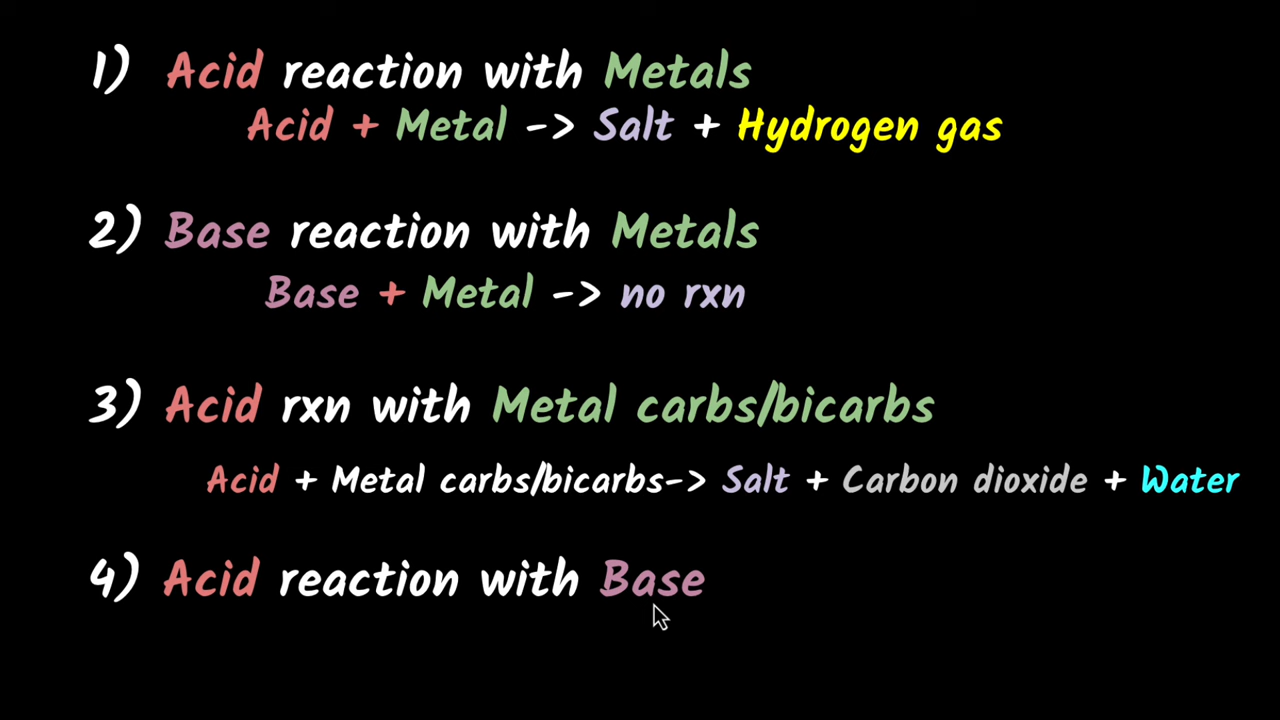 1) Acid reaction with Metals
Acid + Metal -> Salt + Hydrogen gas
2) Base reaction with Metals
Base + Metal -> no rxn
3) Acid rxn with Metal carbs/bicarbs
Acid + Metal carbs/bicarbs-> Salt + Carbon dioxide + Water
4) Acid reaction with Base